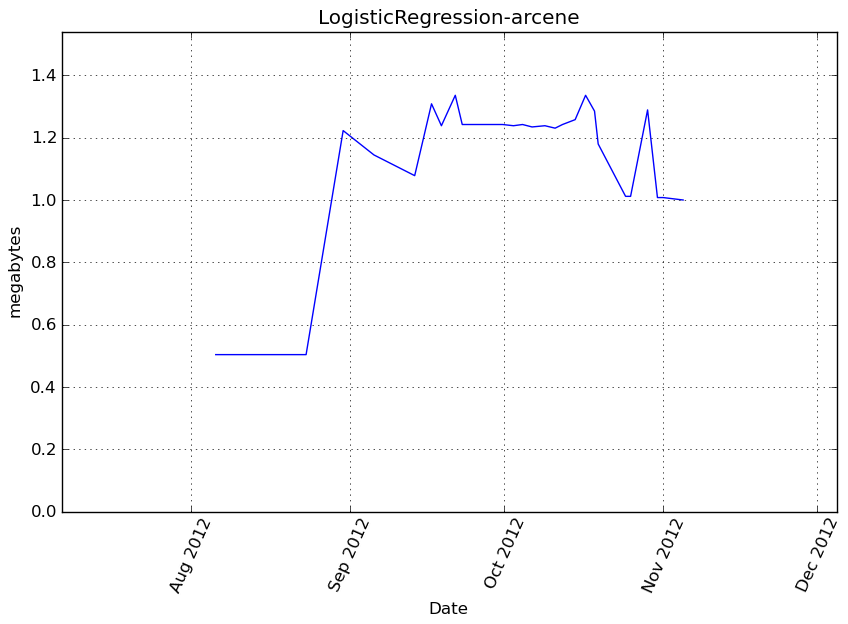 LogisticRegression-arcene
1.4
1.2
1.0
0.8
0.6
0.4
0.2
0.0
megabytes
Aug 2012
Sep 2012
Oct 2012
Nov 2012
Dec 2012
Date